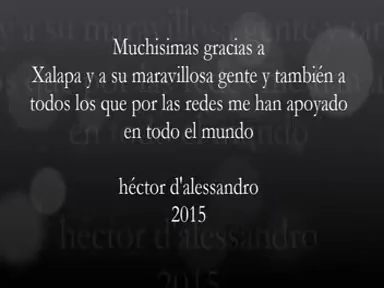 Muchisimas gracias a
Xalapa y a su maravillosa gente y también a
todos los que por las redes me han apoyado
en todo el mundo
héctor d'alessandro
2015